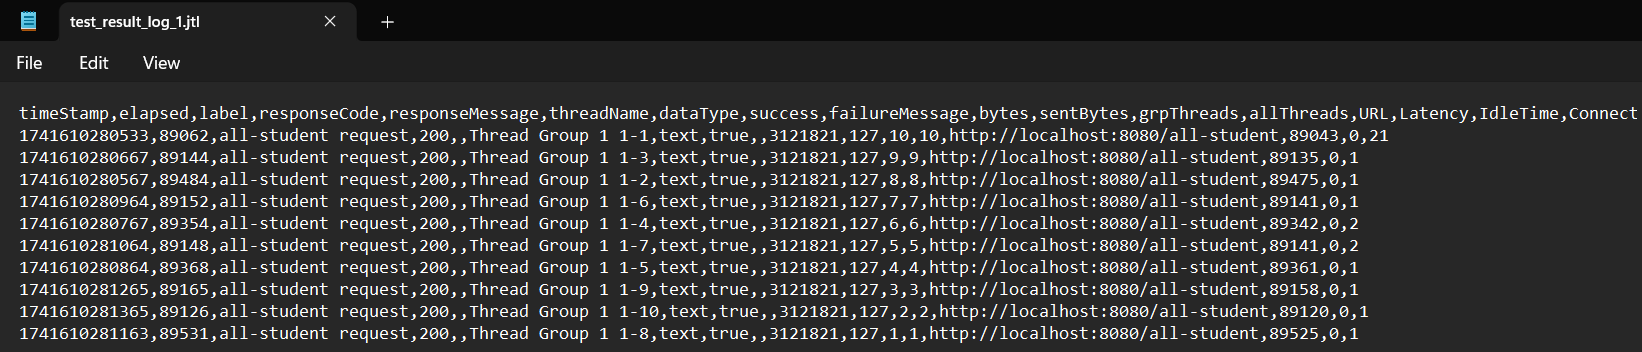 test_result_log_1.jtl
File Edit View
timeStamp,elapsed,label,responseCode,responseMessage,threadName,dataType,success,failureMessage,bytes,sentBytes,grpThreads,allThreads,URL,Latency,IdleTime,Connect
1741610280533,89062,all-student request,200,,Thread Group 1 1-1,text,true,,3121821,127,10,10,http://localhost:8080/all-student,89043,0,21
1741610280667,89144,all-student request,200,,Thread Group 1 1-3,text,true,,3121821,127,9,9,http://localhost:8080/all-student,89135,0,1
1741610280567,89484,all-student request,200,,Thread Group 1 1-2,text,true,,3121821,127,8,8,http://localhost:8080/all-student,89475,0,1
1741610280964,89152,all-student request,200,,Thread Group 1 1-6,text,true,,3121821,127,7,7,http://localhost:8080/all-student,89141,0,1
1741610280767,89354,all-student request,200,,Thread Group 1 1-4,text,true,,3121821,127,6,6,http://localhost:8080/all-student,89342,0,2
1741610281064,89148,all-student request,200,,Thread Group 1 1-7,text,true,,3121821,127,5,5,http://localhost:8080/all-student,89141,0,2
1741610280864,89368,all-student request,200,,Thread Group 1 1-5,text,true,,3121821,127,4,4,http://localhost:8080/all-student,89361,0,1
1741610281265,89165,all-student request,200,,Thread Group 1 1-9,text,true,,3121821,127,3,3,http://localhost:8080/all-student,89158,0,1
1741610281365,89126,all-student request,200,,Thread Group 1 1-10,text,true,,3121821,127,2,2,http://localhost:8080/all-student,89120,0,1
1741610281163,89531,all-student request,200,,Thread Group 1 1-8,text,true,,3121821,127,1,1,http://localhost:8080/all-student,89525,0,1